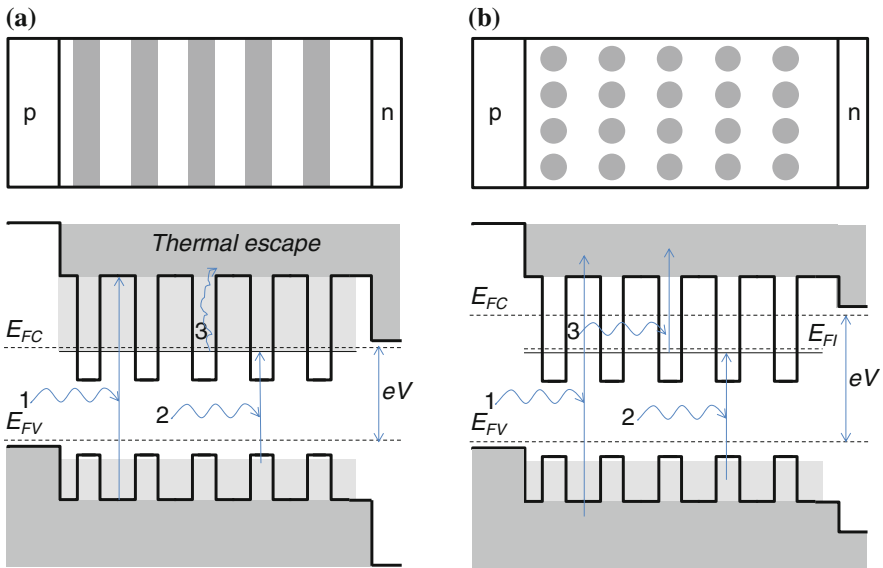 (a)
p
n
Thermal escape
3
E_FC
1
2
eV
E_FV
(b)
p
n
E_FC
3
E_FI
1
2
eV
E_FV